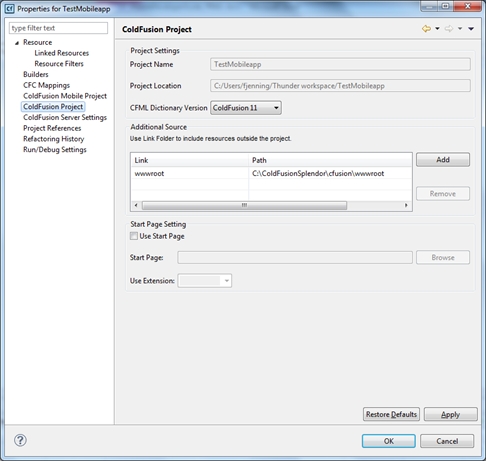 Cf Properties for TestMobileapp
type filter text
ColdFusion Project
Resource
Linked Resources
Resource Filters
Builders
CFC Mappings
ColdFusion Mobile Project
ColdFusion Project
ColdFusion Server Settings
Project References
Refactoring History
Run/Debug Settings
Project Settings
Project Name TestMobileapp
Project Location C:/Users/fjenning/Thunder workspace/TestMobileapp
CFML Dictionary Version ColdFusion 11
Additional Source
Use Link Folder to include resources outside the project.
Link Path
wwwroot C:\ColdFusionSplendor\cfusion\wwwroot
Add
Remove
Start Page Setting
Use Start Page
Start Page: Browse
Use Extension:
Restore Defaults Apply
? OK Cancel